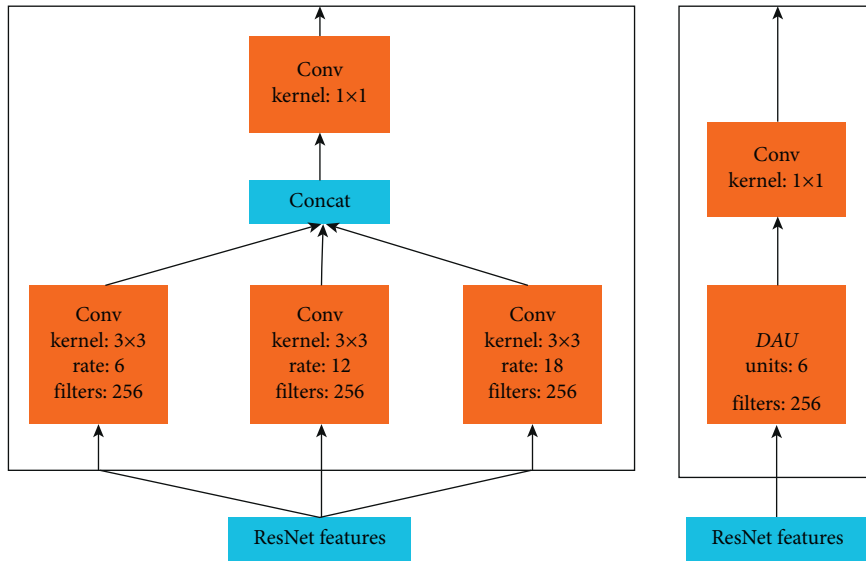 Conv
kernel: 1×1
Concat
Conv
kernel: 3×3
rate: 6
filters: 256
Conv
kernel: 3×3
rate: 12
filters: 256
Conv
kernel: 3×3
rate: 18
filters: 256
ResNet features
Conv
kernel: 1×1
DAU
units: 6
filters: 256
ResNet features